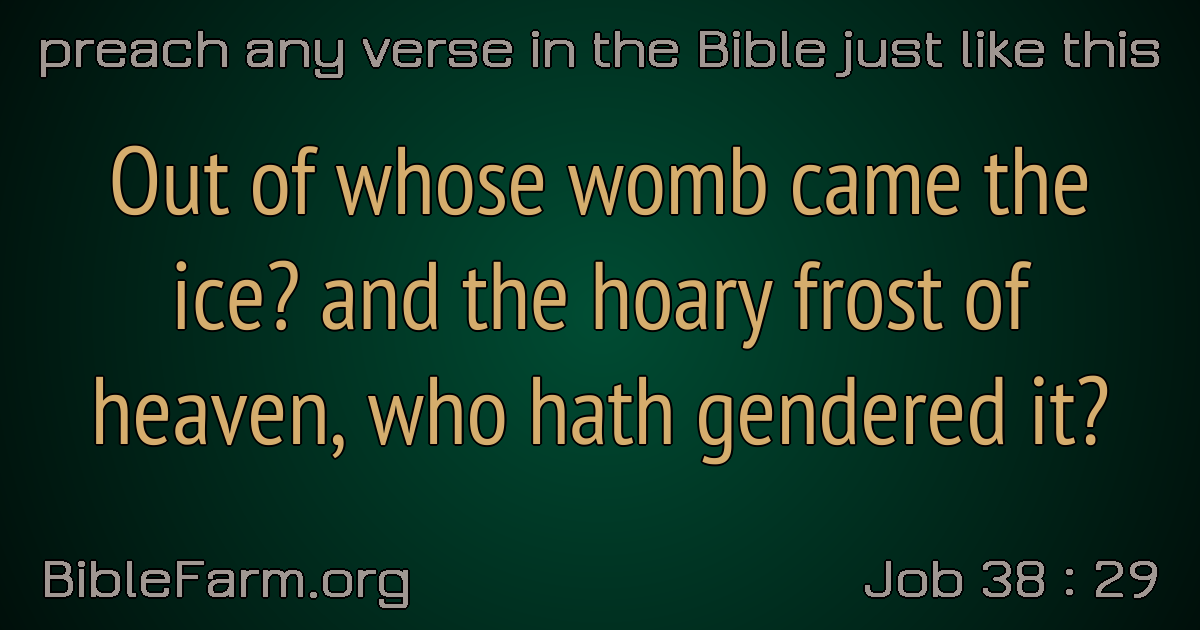 preach any verse in the Bible just like this
Out of whose womb came the
ice? and the hoary frost of
heaven, who hath gendered it?
BibleFarm.org
Job 38 : 29